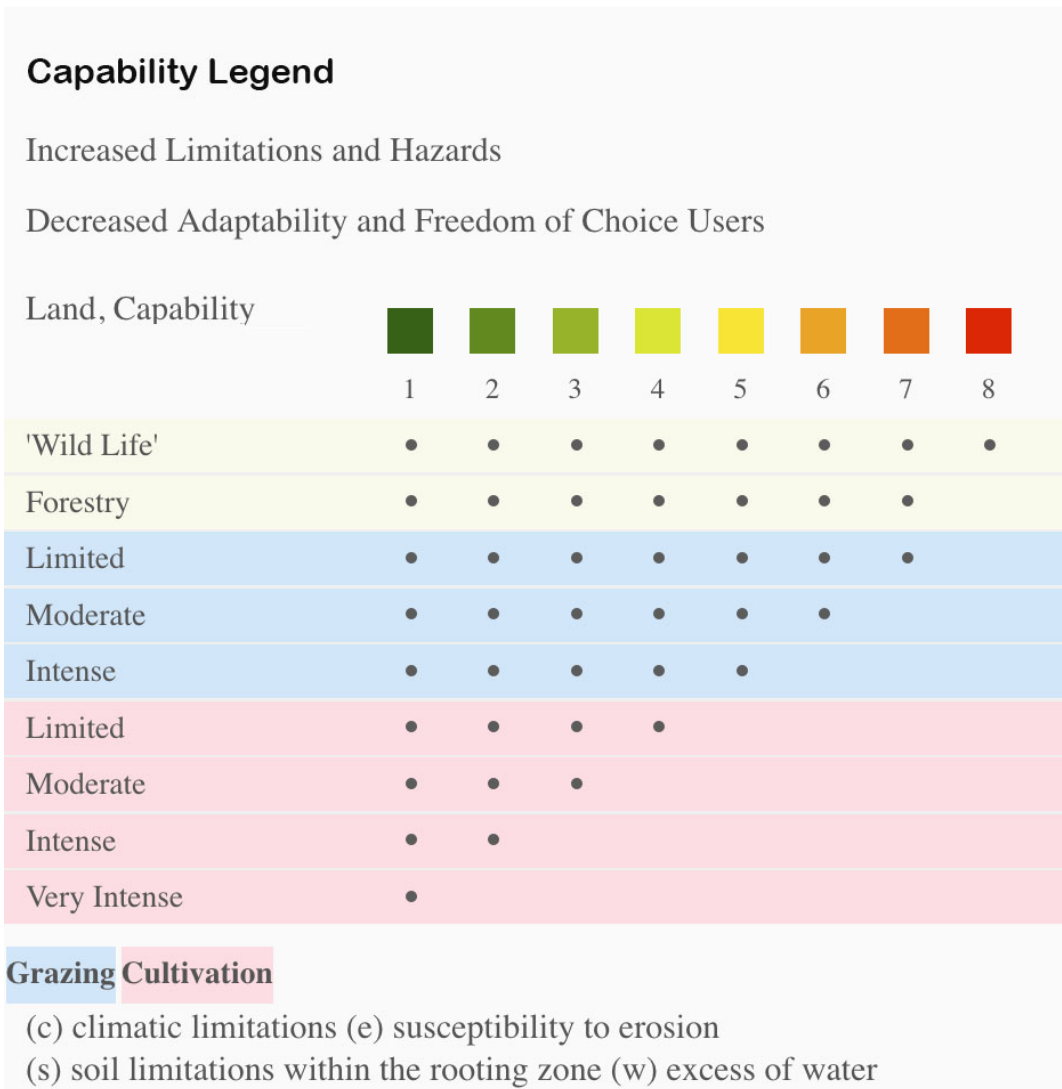 Capability Legend
Increased Limitations and Hazards
Decreased Adaptability and Freedom of Choice Users
Land, Capability
1 2 3 4 5 6 7 8
'Wild Life' • • • • • • • •
Forestry • • • • • • •
Limited • • • • • • •
Moderate • • • • • •
Intense • • • • •
Limited • • • •
Moderate • • •
Intense • •
Very Intense •
Grazing Cultivation
(c) climatic limitations (e) susceptibility to erosion
(s) soil limitations within the rooting zone (w) excess of water